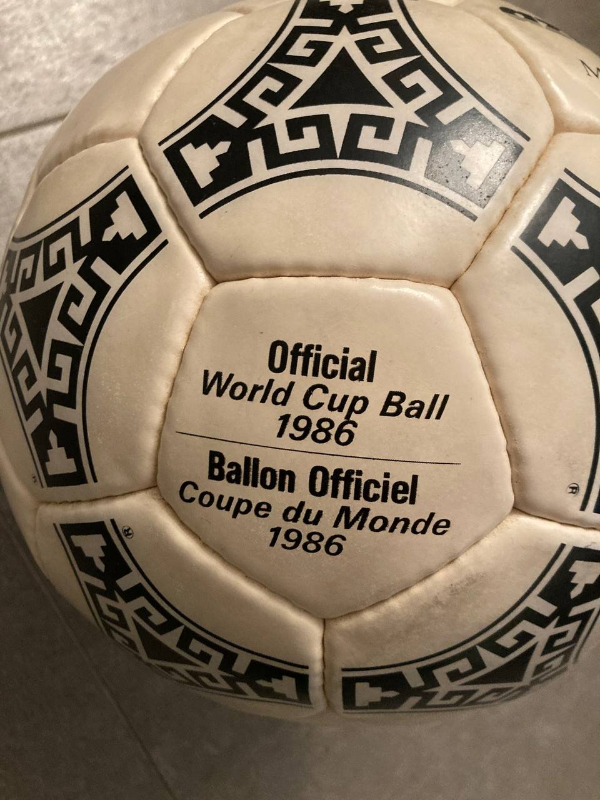 Official
World Cup Ball
1986
Ballon Officiel
Coupe du Monde
1986